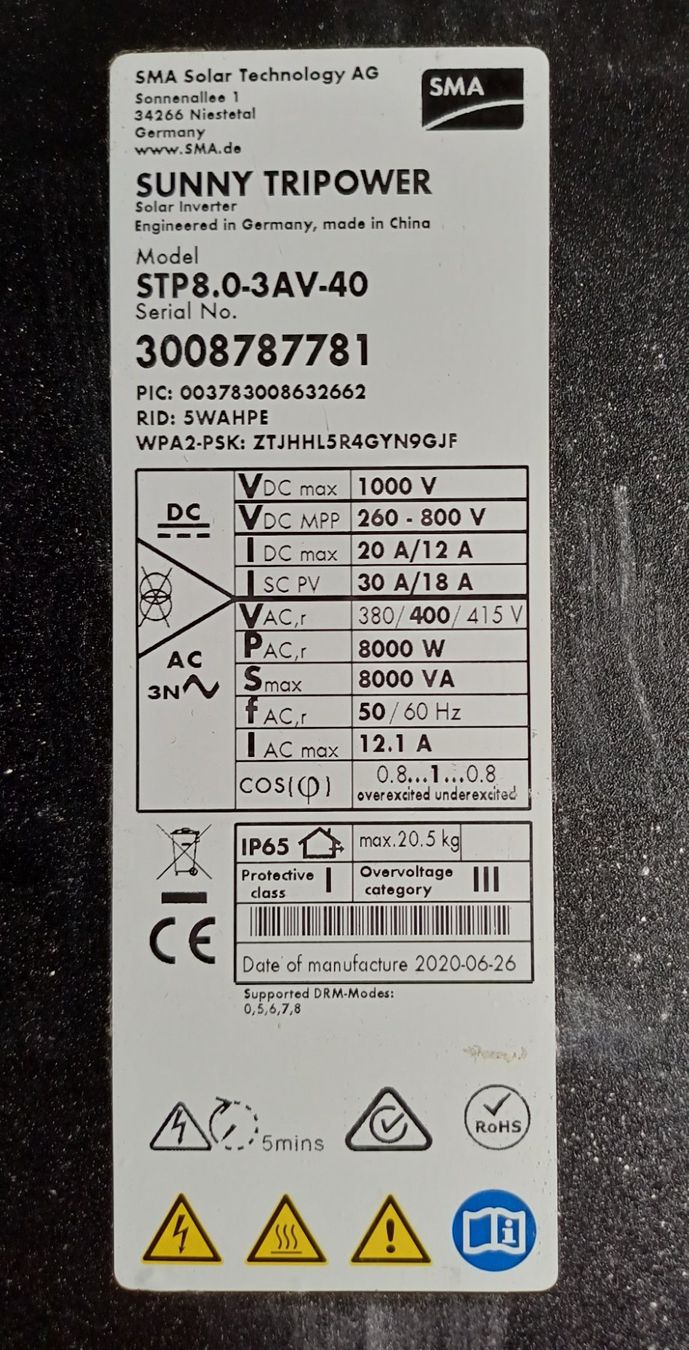 SMA Solar Technology AG
Sonnenallee 1
34266 Niestetal
Germany
www.SMA.de
SMA
SUNNY TRIPOWER
Solar Inverter
Engineered in Germany, made in China
Model
STP8.0-3AV-40
Serial No.
3008787781
PIC: 003783008632662
RID: 5WAHPE
WPA2-PSK: ZTJHHL5R4GYN9GJF
DC
VDC max 1000 V
VDC MPP 260 - 800 V
I DC max 20 A/12 A
I SC PV 30 A/18 A
AC
3N
VAC,r 380/400/415 V
PAC,r 8000 W
Smax 8000 VA
fAC,r 50/60 Hz
I AC max 12.1 A
COS(φ) 0.8...1...0.8
overexcited underexcited
IP65 max.20.5 kg
Protective class I Overvoltage category III
CE
Date of manufacture 2020-06-26
Supported DRM-Modes:
0,5,6,7,8
5mins
RoHS
i